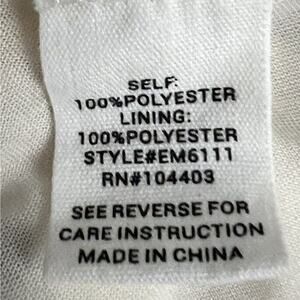 SELF:
100%POLYESTER
LINING:
100%POLYESTER
STYLE#EM6111
RN#104403
SEE REVERSE FOR
CARE INSTRUCTION
MADE IN CHINA